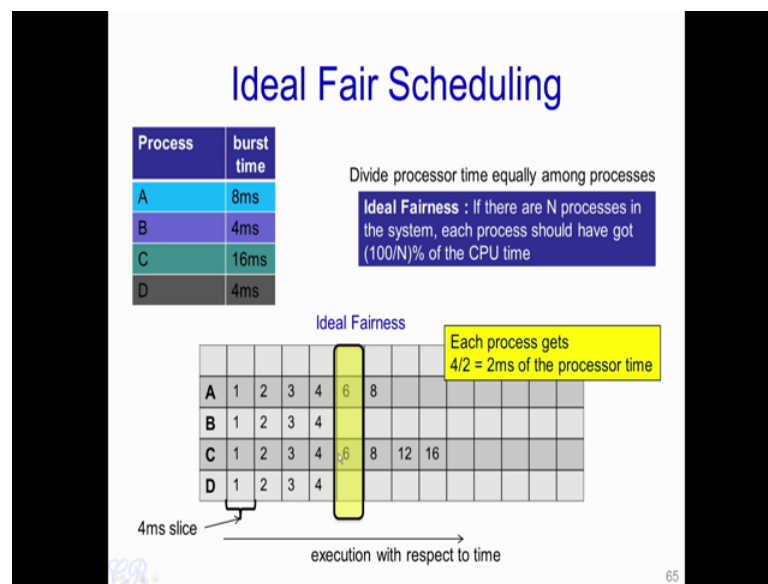 Ideal Fair Scheduling
Process burst time
A 8ms
B 4ms
C 16ms
D 4ms
Divide processor time equally among processes
Ideal Fairness : If there are N processes in
the system, each process should have got
(100/N)% of the CPU time
Ideal Fairness
Each process gets
4/2 = 2ms of the processor time
A 1 2 3 4 6 8
B 1 2 3 4
C 1 2 3 4 6 8 12 16
D 1 2 3 4
4ms slice
execution with respect to time
65